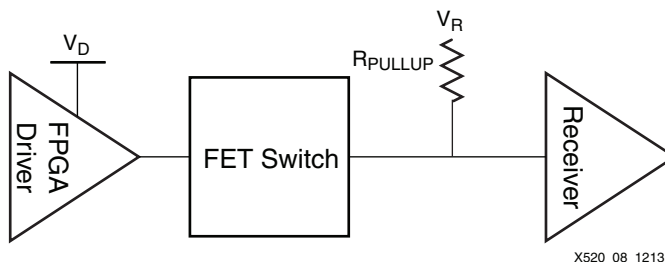 V_D
V_R
R_PULLUP
FPGA
Driver
FET Switch
Receiver
X520_08_1213